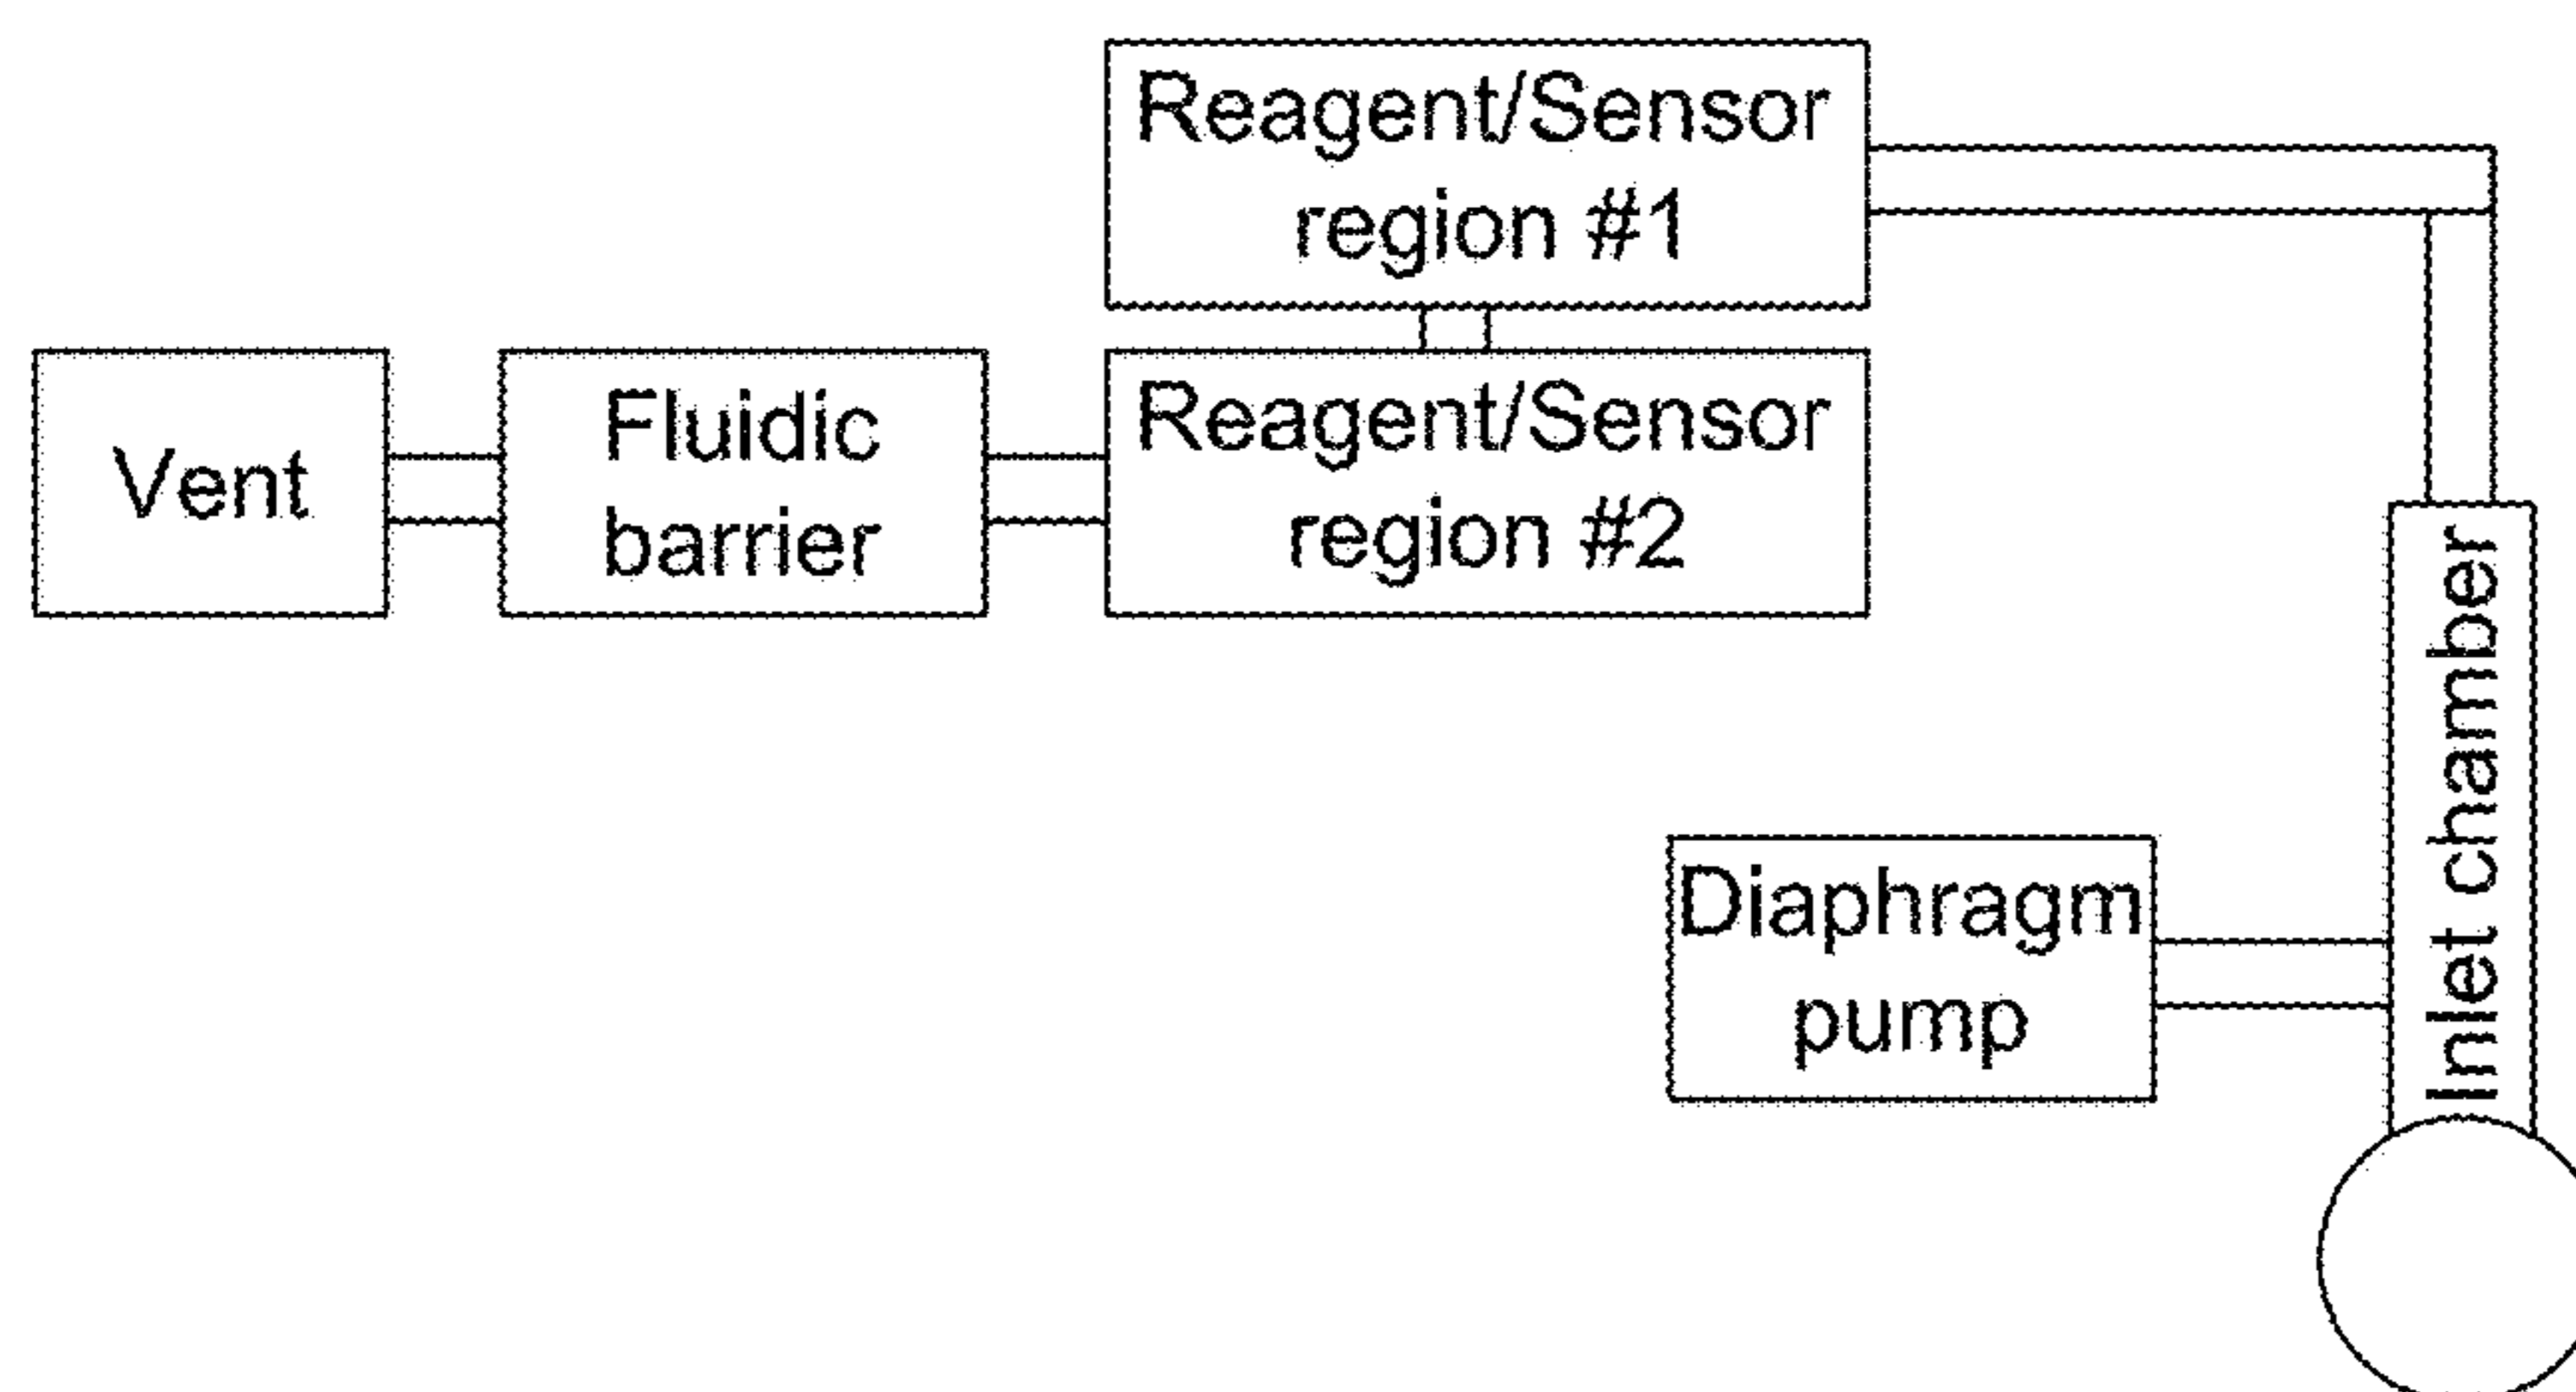 Reagent/Sensor
region #1
Vent
Fluidic
barrier
Reagent/Sensor
region #2
Inlet chamber
Diaphragm
pump